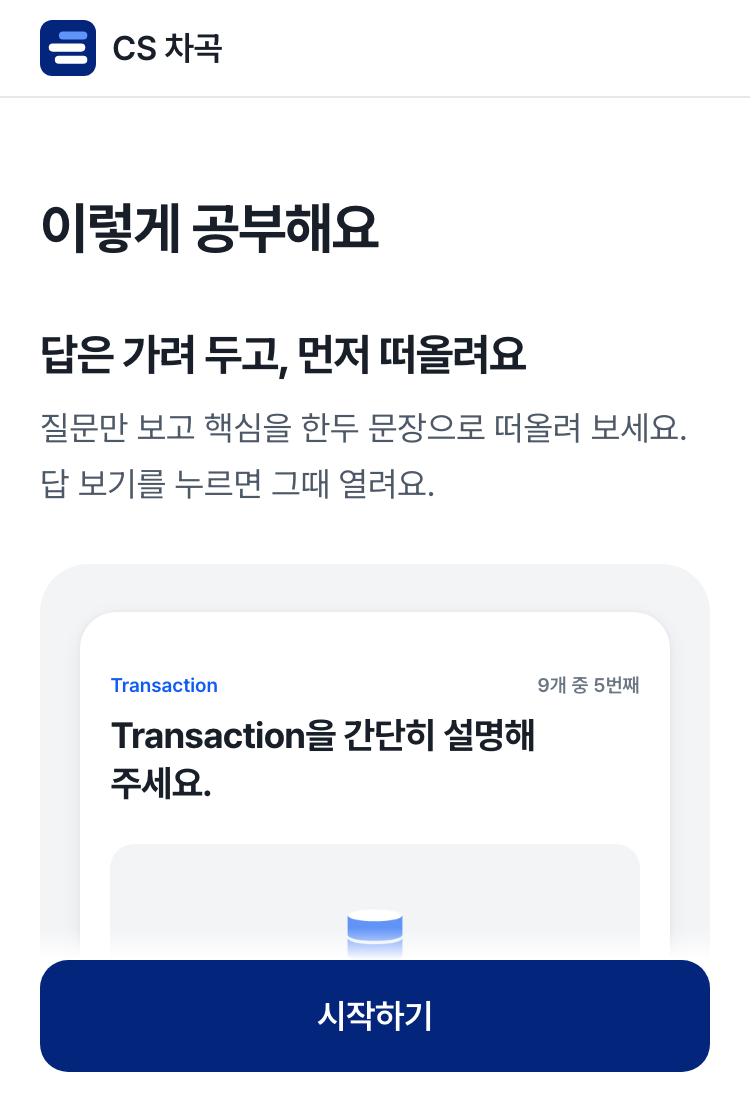 CS 차곡
이렇게 공부해요
답은 가려 두고, 먼저 떠올려요
질문만 보고 핵심을 한두 문장으로 떠올려 보세요.
답 보기를 누르면 그때 열려요.
Transaction
9개 중 5번째
Transaction을 간단히 설명해
주세요.
시작하기